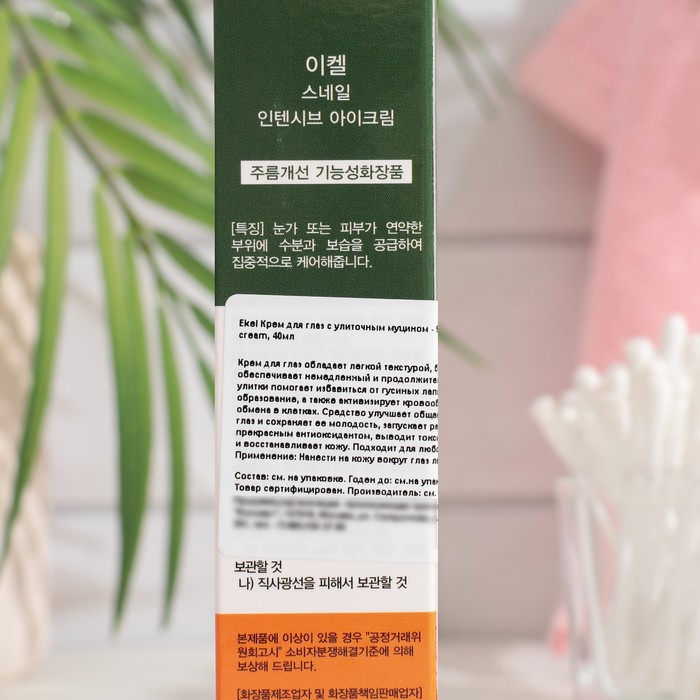 이켈
스네일
인텐시브 아이크림
주름개선 기능성화장품
[특징] 눈가 또는 피부가 연약한
부위에 수분과 보습을 공급하여
집중적으로 케어해줍니다.
Ekel Крем для глаз с улиточным муцином -
cream, 40мл
Крем для глаз обладает легкой текстурой,
обеспечивает немедленный и
улитки помогает избавиться от гусиных
образование, а также активизирует
обмена в клетках. Средство улучшает
глаз и сохраняет ее молодость, запускает
прекрасным антиоксидантом, выводит
и восстанавливает кожу. Подходит для
Применение: Нанести на кожу вокруг глаз
Состав: см. на упаковке. Годен до: см.на
Товар сертифицирован. Производитель: см.
보관할 것
나) 직사광선을 피해서 보관할 것
본제품에 이상이 있을 경우 "공정거래위
원회고시" 소비자분쟁해결기준에 의해
보상해 드립니다.
[화장품제조업자 및 화장품책임판매업자]